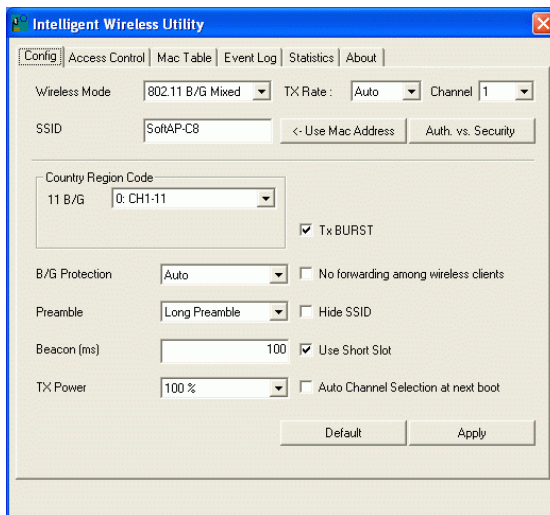 Intelligent Wireless Utility
Config Access Control Mac Table Event Log Statistics About
Wireless Mode 802.11 B/G Mixed TX Rate : Auto Channel 1
SSID SoftAP-C8 <- Use Mac Address Auth. vs. Security
Country Region Code
11 B/G 0: CH1-11
Tx BURST
B/G Protection Auto No forwarding among wireless clients
Preamble Long Preamble Hide SSID
Beacon (ms) 100 Use Short Slot
TX Power 100 % Auto Channel Selection at next boot
Default Apply